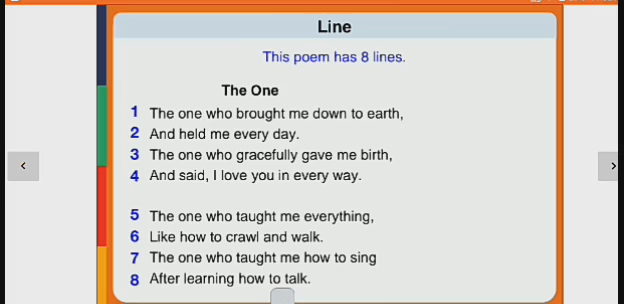 Line
This poem has 8 lines.
The One
1 The one who brought me down to earth,
2 And held me every day.
3 The one who gracefully gave me birth,
4 And said, I love you in every way.
5 The one who taught me everything,
6 Like how to crawl and walk.
7 The one who taught me how to sing
8 After learning how to talk.